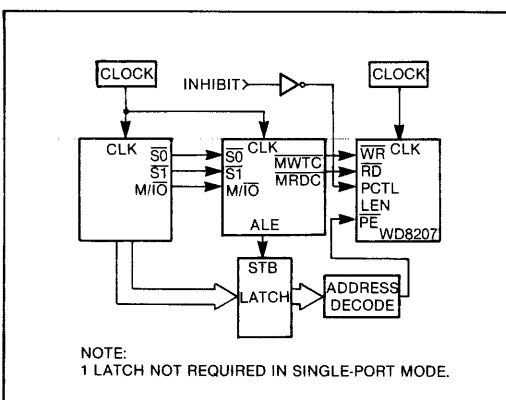 CLOCK
INHIBIT
CLOCK
CLK
S0
S1
M/IO
CLK
S0
S1
M/IO
MWTC
MRDC
ALE
CLK
WR
RD
PCTL
LEN
PE
WD8207
STB
LATCH
ADDRESS
DECODE
NOTE:
1 LATCH NOT REQUIRED IN SINGLE-PORT MODE.